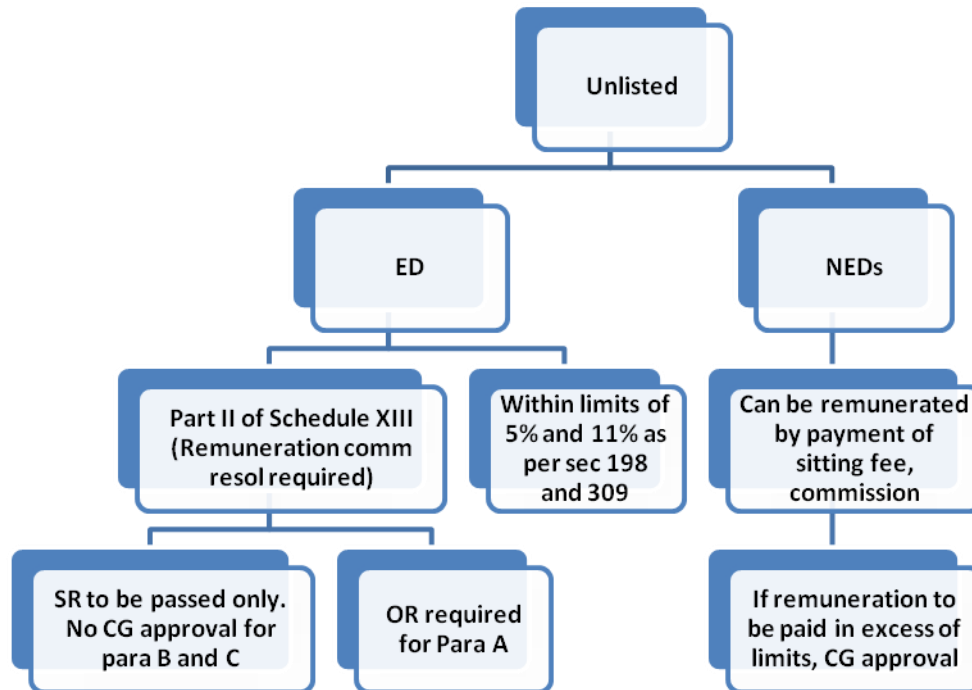 Unlisted
ED
NEDs
Part II of Schedule XIII
(Remuneration comm
resol required)
Within limits of
5% and 11% as
per sec 198
and 309
Can be remunerated
by payment of
sitting fee,
commission
SR to be passed only.
No CG approval for
para B and C
OR required
for Para A
If remuneration to
be paid in excess of
limits, CG approval